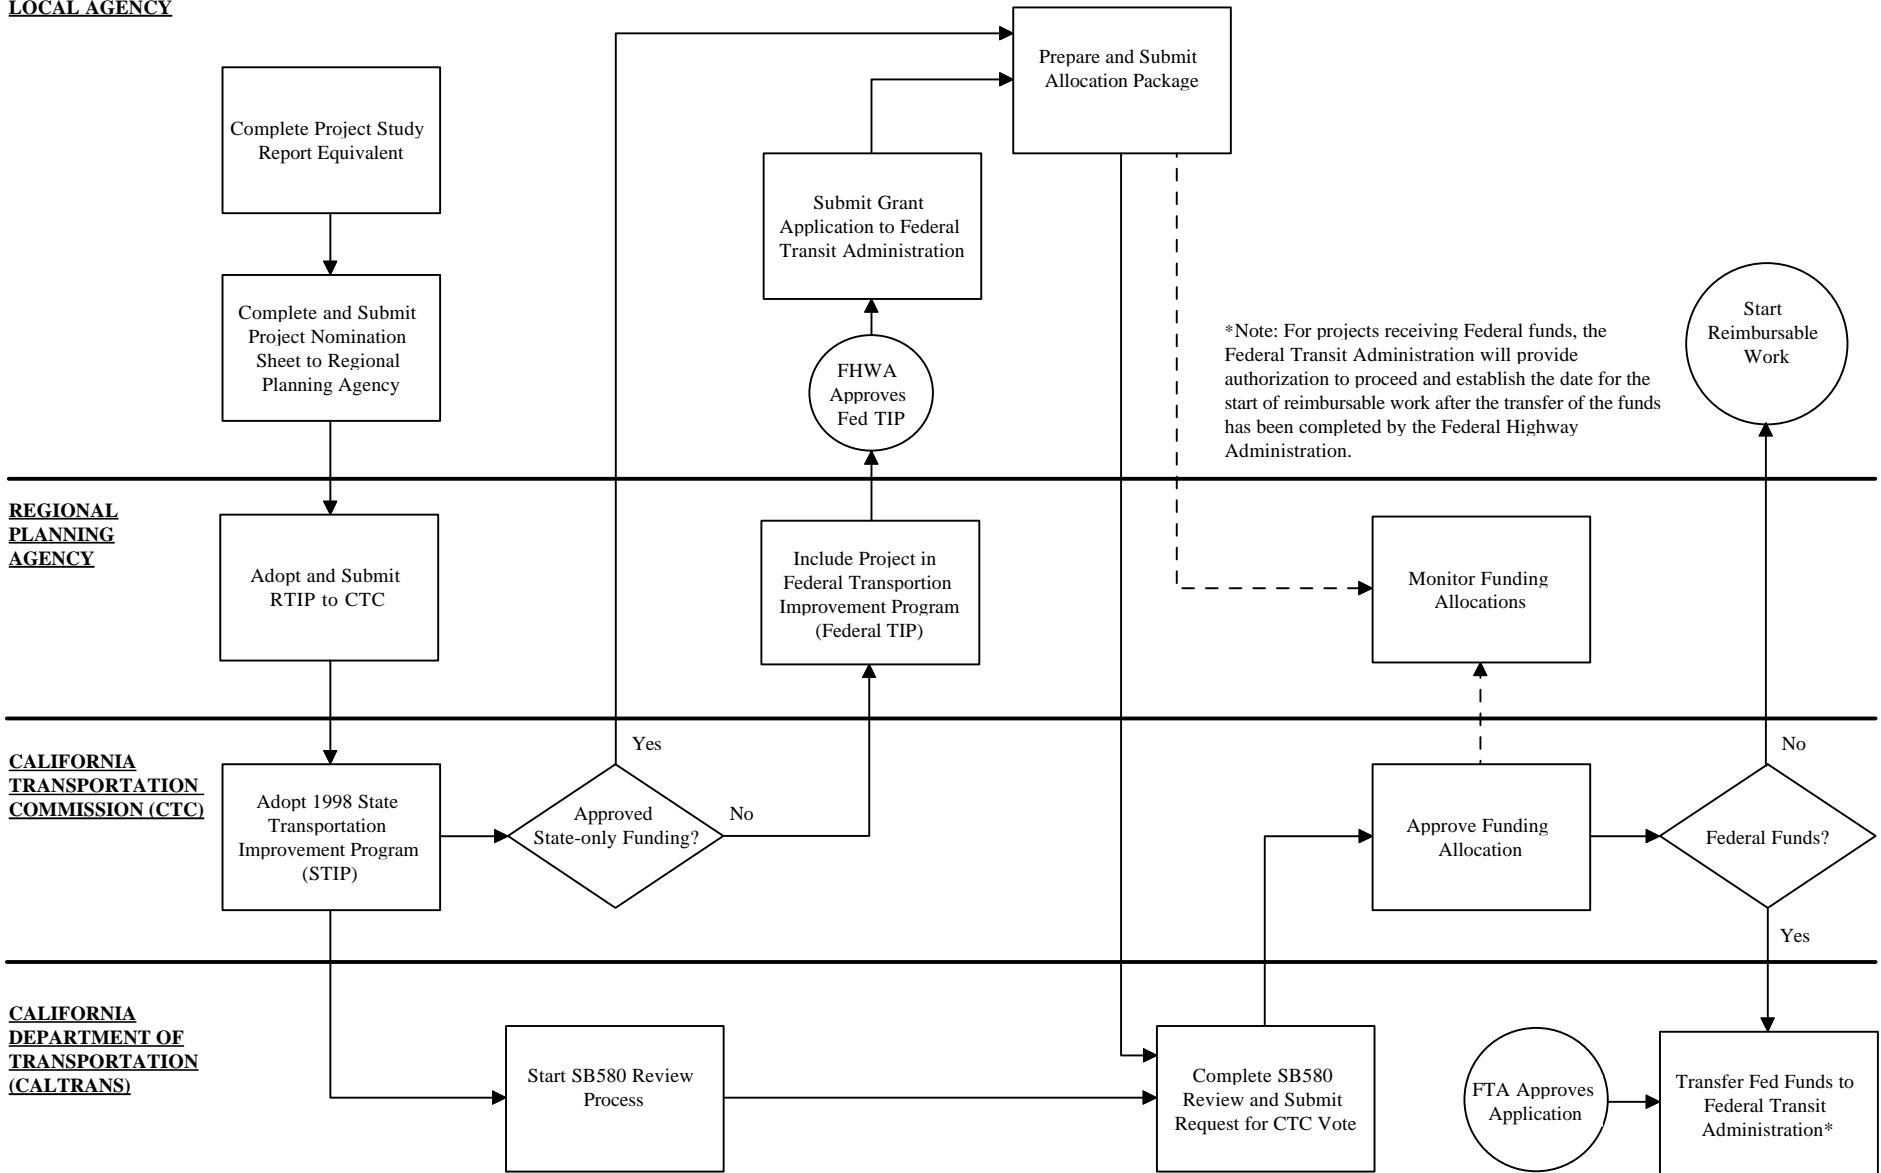 LOCAL AGENCY
Complete Project Study
Report Equivalent
Complete and Submit
Project Nomination
Sheet to Regional
Planning Agency
Prepare and Submit
Allocation Package
Submit Grant
Application to Federal
Transit Administration
FHWA
Approves
Fed TIP
*Note: For projects receiving Federal funds, the
Federal Transit Administration will provide
authorization to proceed and establish the date for the
start of reimbursable work after the transfer of the funds
has been completed by the Federal Highway
Administration.
Start
Reimbursable
Work
REGIONAL
PLANNING
AGENCY
Adopt and Submit
RTIP to CTC
Include Project in
Federal Transportion
Improvement Program
(Federal TIP)
Monitor Funding
Allocations
CALIFORNIA
TRANSPORTATION
COMMISSION (CTC)
Adopt 1998 State
Transportation
Improvement Program
(STIP)
Yes
Approved
State-only Funding?
No
Approve Funding
Allocation
No
Federal Funds?
Yes
CALIFORNIA
DEPARTMENT OF
TRANSPORTATION
(CALTRANS)
Start SB580 Review
Process
Complete SB580
Review and Submit
Request for CTC Vote
FTA Approves
Application
Transfer Fed Funds to
Federal Transit
Administration*